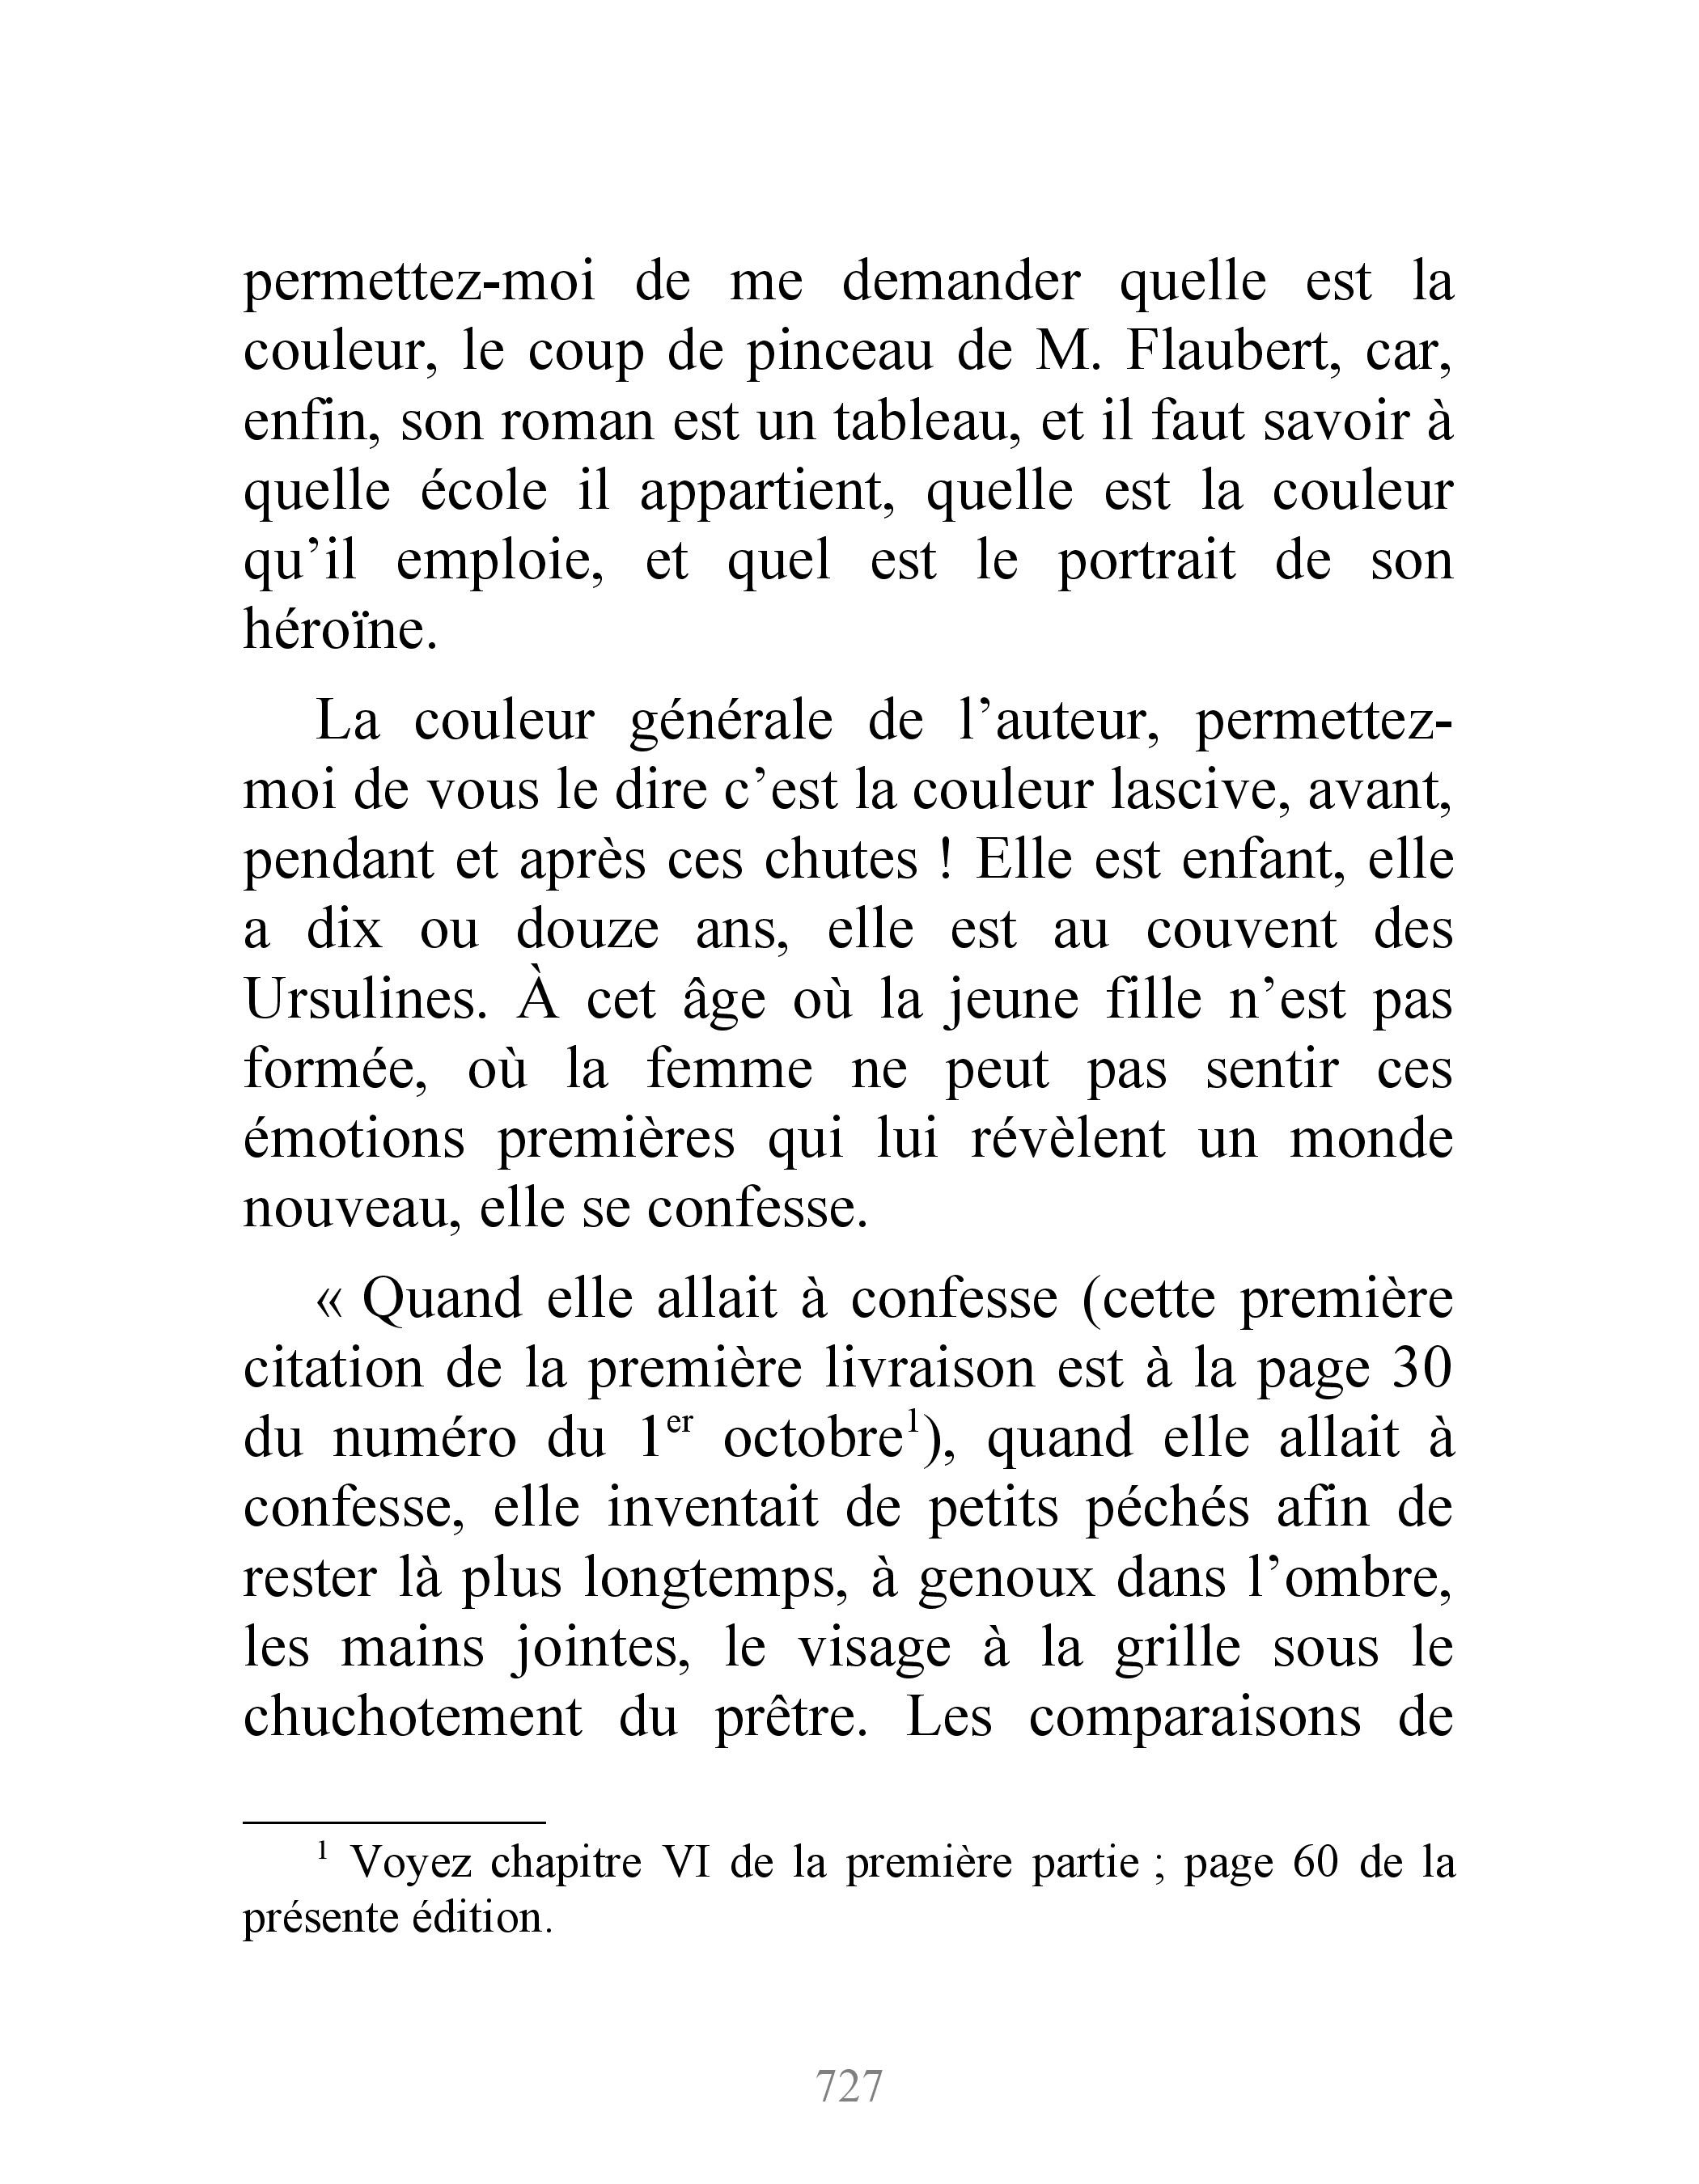 permettez-moi de me demander quelle est la
couleur, le coup de pinceau de M. Flaubert, car,
enfin, son roman est un tableau, et il faut savoir à
quelle école il appartient, quelle est la couleur
qu’il emploie, et quel est le portrait de son
héroïne.
La couleur générale de l’auteur, permettez-
moi de vous le dire c’est la couleur lascive, avant,
pendant et après ces chutes ! Elle est enfant, elle
a dix ou douze ans, elle est au couvent des
Ursulines. À cet âge où la jeune fille n’est pas
formée, où la femme ne peut pas sentir ces
émotions premières qui lui révèlent un monde
nouveau, elle se confesse.
« Quand elle allait à confesse (cette première
citation de la première livraison est à la page 30
du numéro du 1er octobre1), quand elle allait à
confesse, elle inventait de petits péchés afin de
rester là plus longtemps, à genoux dans l’ombre,
les mains jointes, le visage à la grille sous le
chuchotement du prêtre. Les comparaisons de
1 Voyez chapitre VI de la première partie ; page 60 de la
présente édition.
727